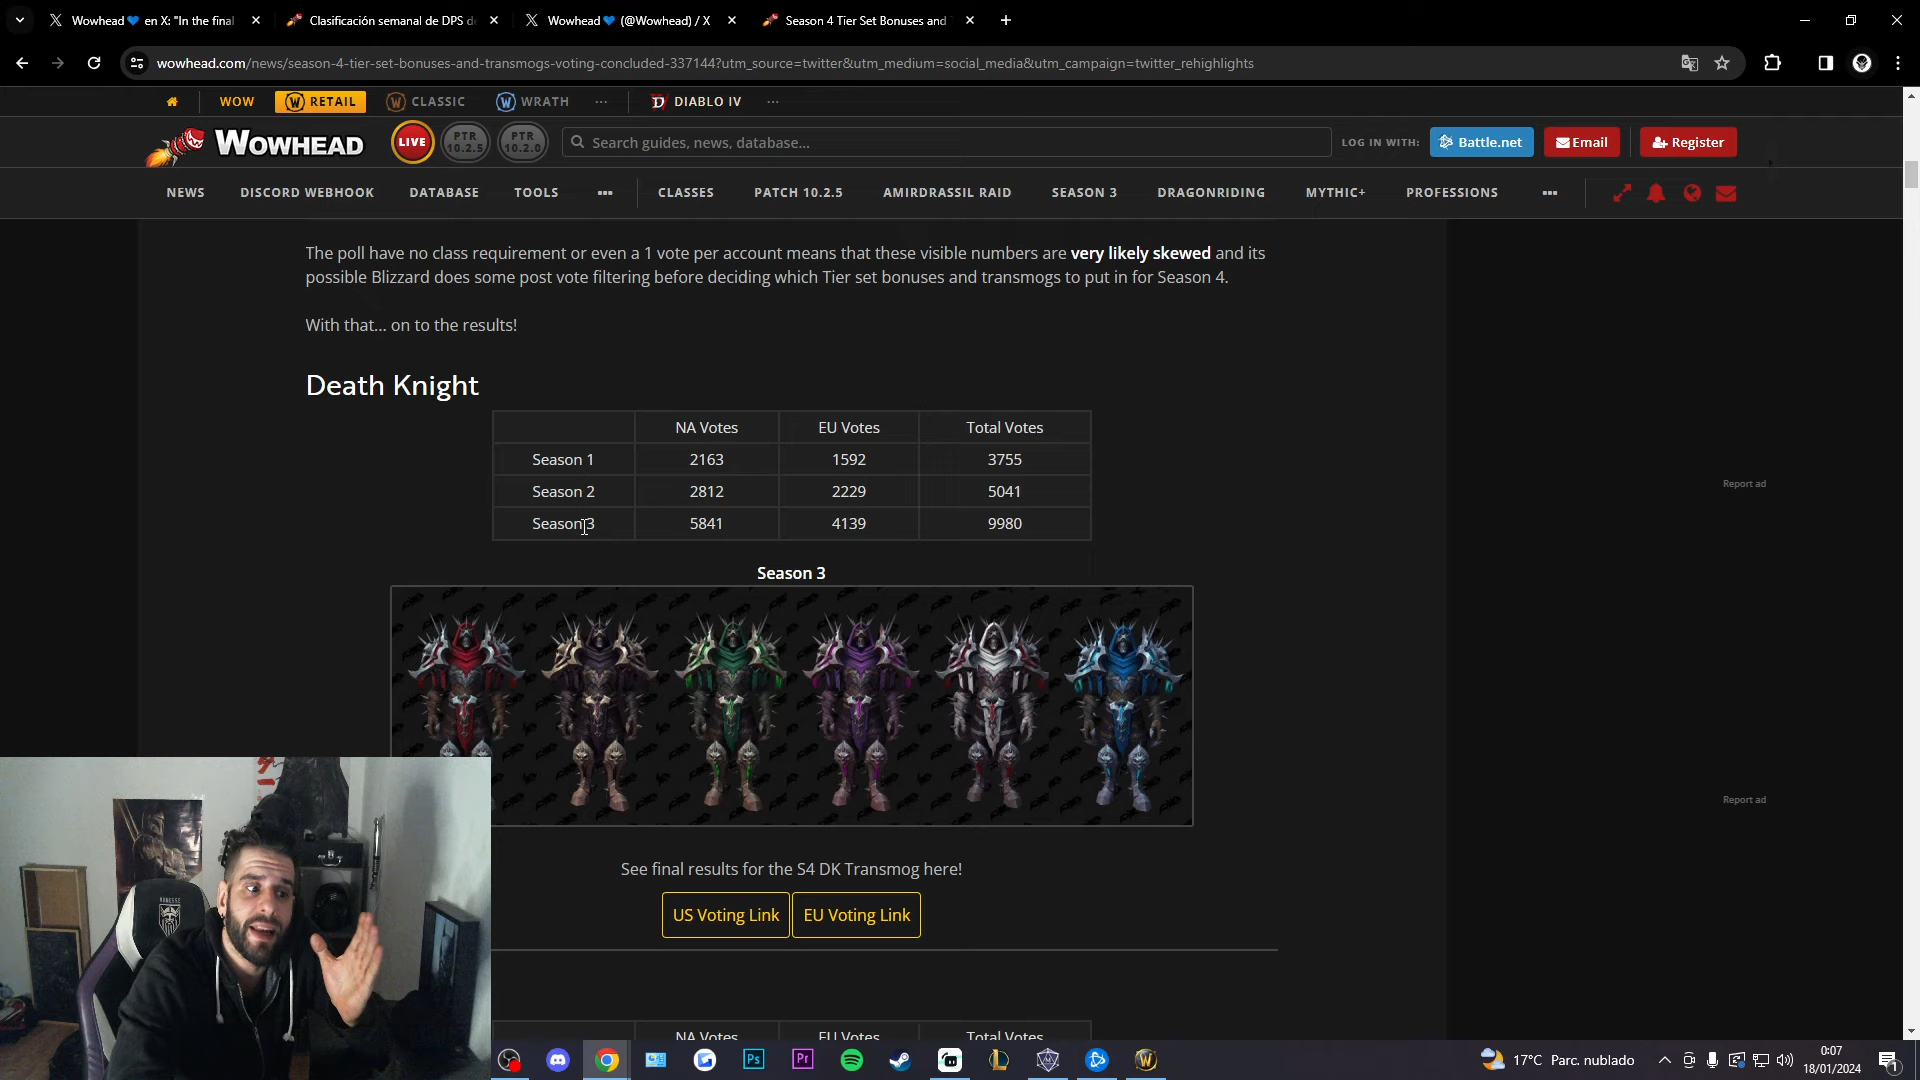 Wowhead💙 en X: "In the final
Clasificación semanal de DPS de
Wowhead💙 (@Wowhead) / X
Season 4 Tier Set Bonuses and
wowhead.com/news/season-4-tier-set-bonuses-and-transmogs-voting-concluded-337144?utm_source=twitter&utm_medium=social_media&utm_campaign=twitter_rehighlights
WOW RETAIL CLASSIC WRATH ... DIABLO IV ...
WOWHEAD LIVE PTR 10.2.5 PTR 10.2.0 Search guides, news, database... LOG IN WITH: Battle.net Email Register
NEWS DISCORD WEBHOOK DATABASE TOOLS ... CLASSES PATCH 10.2.5 AMIRDRASSIL RAID SEASON 3 DRAGONRIDING MYTHIC+ PROFESSIONS ...
The poll have no class requirement or even a 1 vote per account means that these visible numbers are very likely skewed and its
possible Blizzard does some post vote filtering before deciding which Tier set bonuses and transmogs to put in for Season 4.
With that... on to the results!
Death Knight
NA Votes EU Votes Total Votes
Season 1 2163 1592 3755
Season 2 2812 2229 5041
Season 3 5841 4139 9980
Report ad
Season 3
Report ad
See final results for the S4 DK Transmog here!
US Voting Link EU Voting Link
NA Votes EU Votes Total Votes
Ps Pr 17°C Parc. nublado 0:07
18/01/2024 1